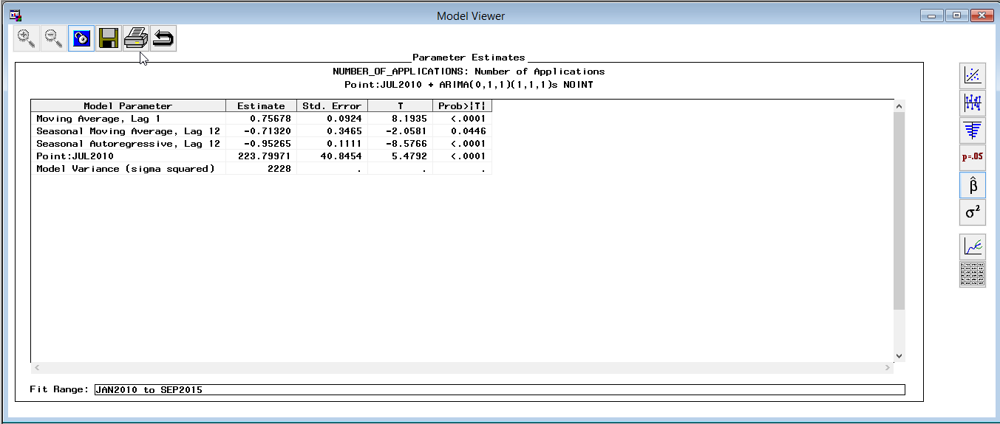 Model Viewer
Parameter Estimates
NUMBER_OF_APPLICATIONS: Number of Applications
Point:JUL2010 + ARIMA(0,1,1)(1,1,1)s NOINT
Model Parameter Estimate Std. Error T Prob>|T|
Moving Average, Lag 1 0.75678 0.0924 8.1935 <.0001
Seasonal Moving Average, Lag 12 -0.71320 0.3465 -2.0581 0.0446
Seasonal Autoregressive, Lag 12 -0.95265 0.1111 -8.5766 <.0001
Point:JUL2010 223.79971 40.8454 5.4792 <.0001
Model Variance (sigma squared) 2228 . . .
p=.05
β̂
σ²
Fit Range: JAN2010 to SEP2015